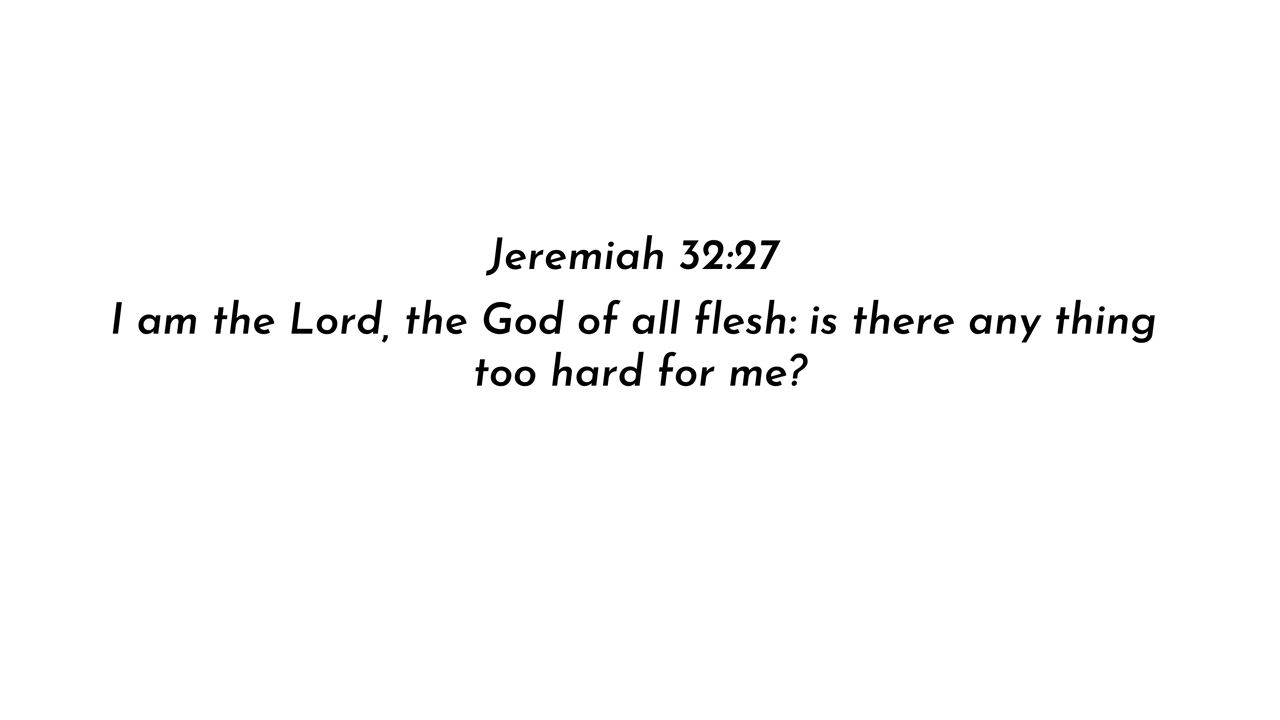 Jeremiah 32:27
I am the Lord, the God of all flesh: is there any thing
too hard for me?